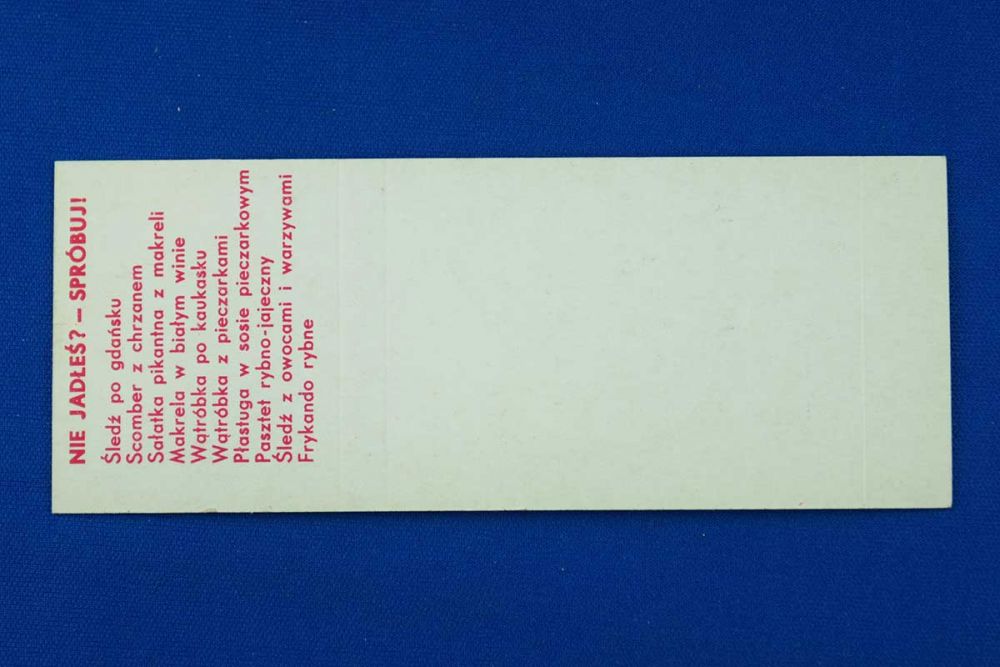 NIE JADŁEŚ? – SPRÓBUJ!
Śledź po gdańsku
Scomber z chrzanem
Sałatka pikantna z makreli
Makrela w białym winie
Wątróbka po kaukasku
Wątróbka z pieczarkami
Płastuga w sosie pieczarkowym
Pasztet rybno-jajeczny
Śledź z owocami i warzywami
Frykando rybne